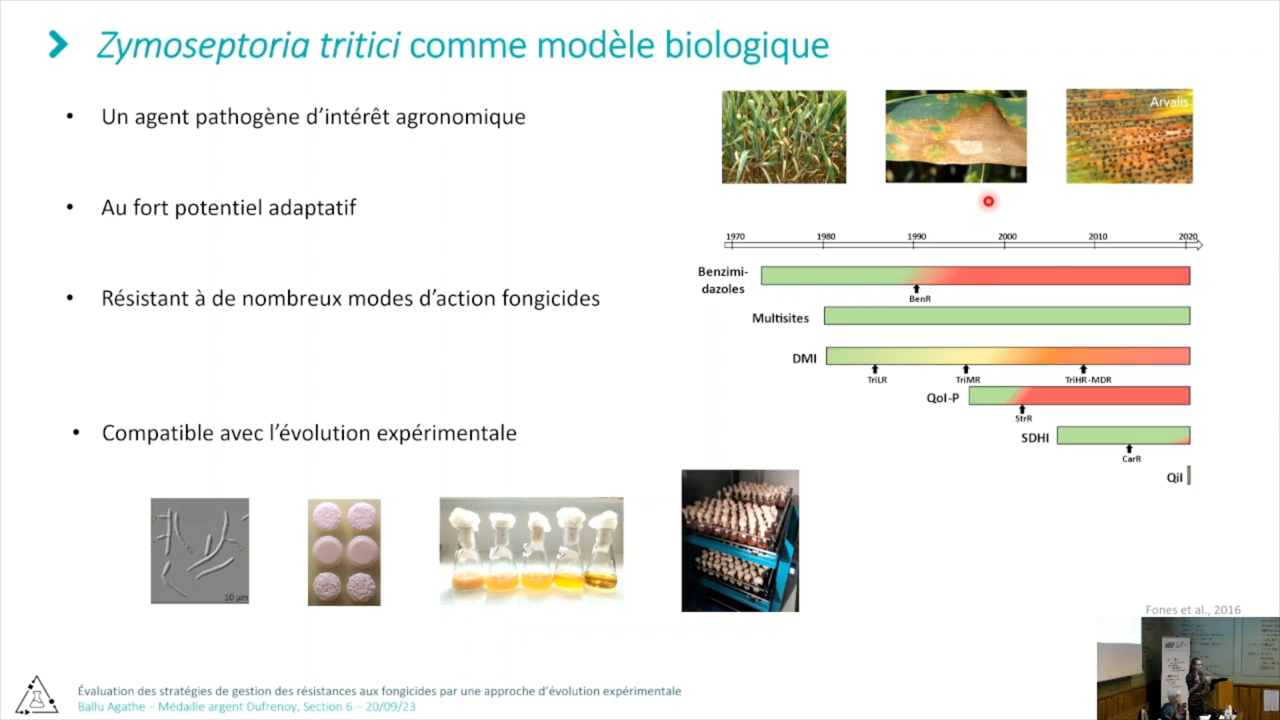 Zymoseptoria tritici comme modèle biologique
• Un agent pathogène d'intérêt agronomique
• Au fort potentiel adaptatif
• Résistant à de nombreux modes d'action fongicides
• Compatible avec l'évolution expérimentale
Arvalis
1970 1980 1990 2000 2010 2020
Benzimi-
dazoles
BenR
Multisites
DMI
TriLR TriMR TriHR-MDR
QoI-P
StrR
SDHI
CarR
QiI
10 µm
Fones et al., 2016
Évaluation des stratégies de gestion des résistances aux fongicides par une approche d'évolution expérimentale
Ballu Agathe – Médaille argent Dufrenoy, Section 6 – 20/09/23